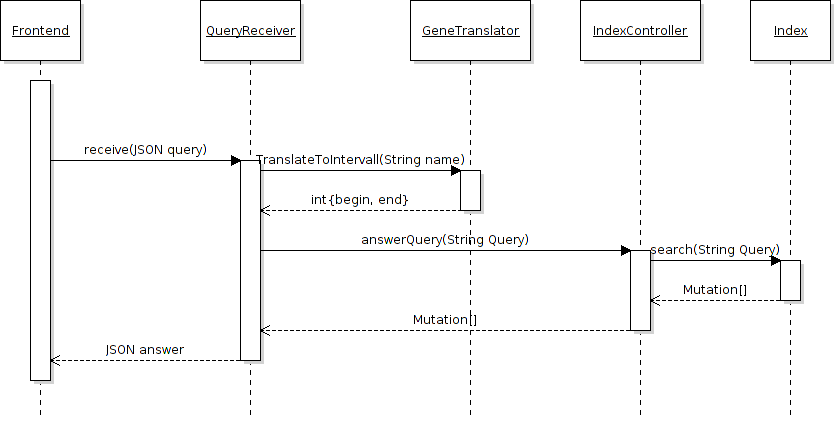 Frontend
QueryReceiver
GeneTranslator
IndexController
Index
receive(JSON query)
TranslateToIntervall(String name)
int{begin, end}
answerQuery(String Query)
search(String Query)
Mutation[]
Mutation[]
JSON answer